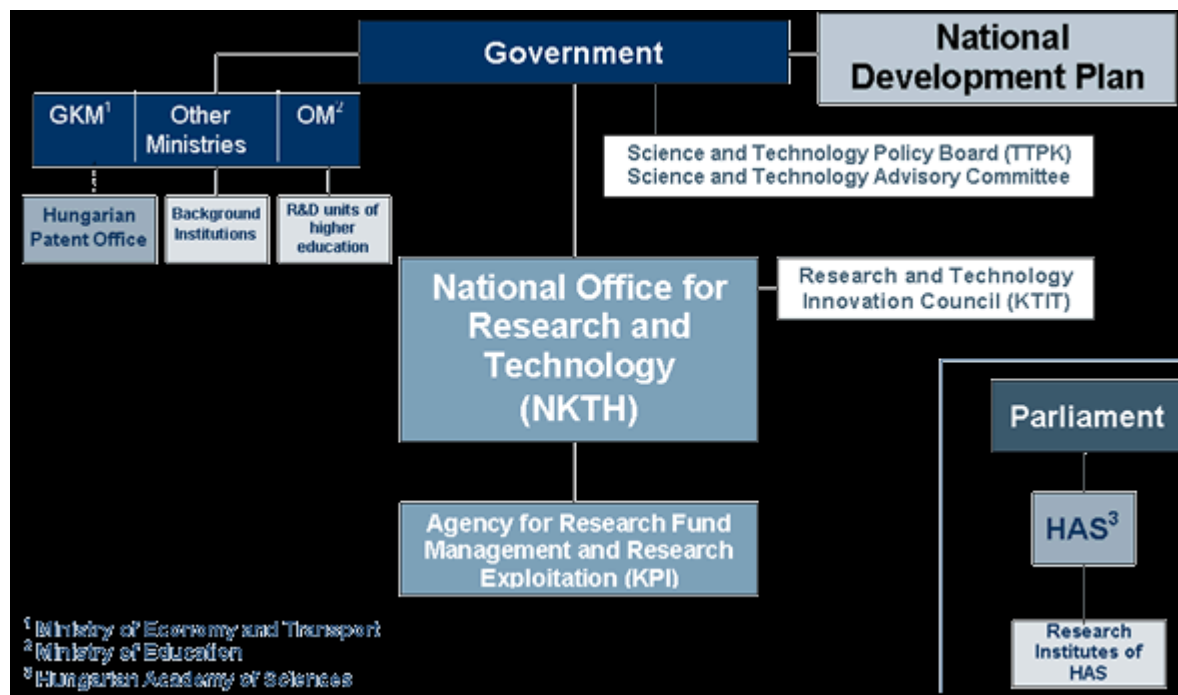 Government
National
Development Plan
GKM¹
Other
Ministries
OM²
Science and Technology Policy Board (TTPK)
Science and Technology Advisory Committee
Hungarian
Patent Office
Background
Institutions
R&D units of
higher
education
National Office for
Research and
Technology
(NKTH)
Research and Technology
Innovation Council (KTIT)
Parliament
HAS³
Research
Institutes of
HAS
Agency for Research Fund
Management and Research
Exploitation (KPI)
¹ Ministry of Economy and Transport
² Ministry of Education
³ Hungarian Academy of Sciences